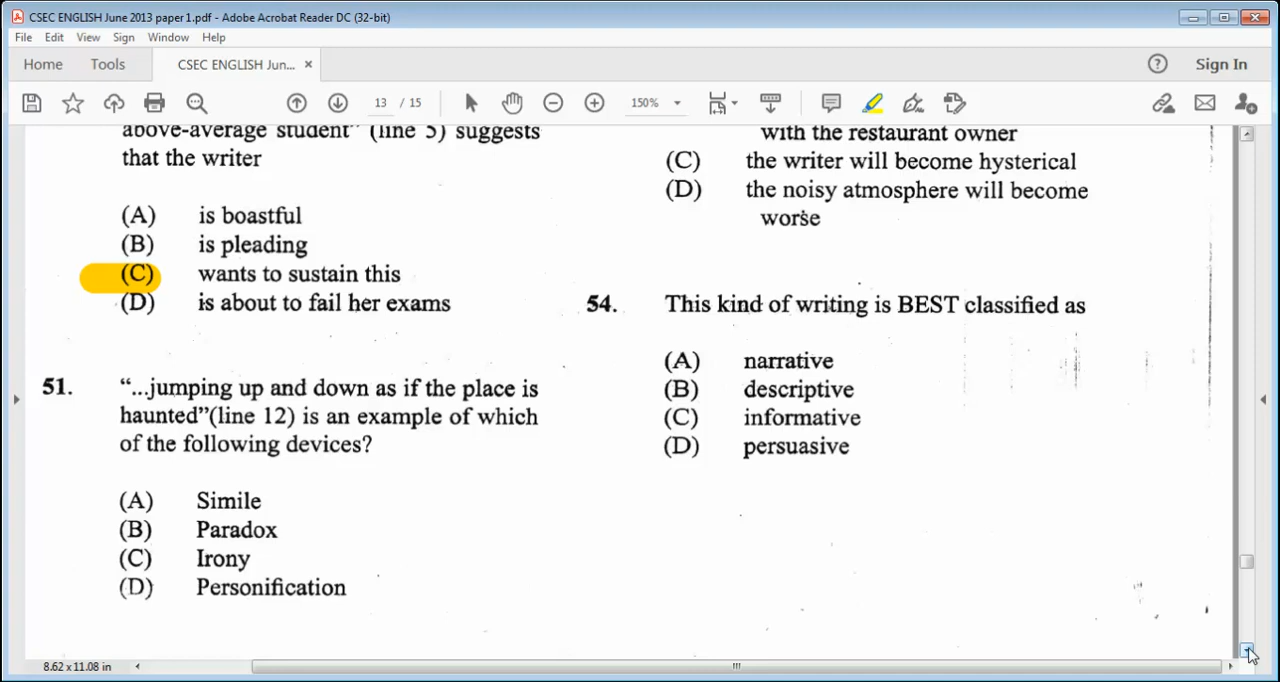 CSEC ENGLISH June 2013 paper 1.pdf - Adobe Acrobat Reader DC (32-bit)
File Edit View Sign Window Help
Home Tools CSEC ENGLISH Jun... × Sign In
13 / 15 150%
above-average student" (line 5) suggests
that the writer
(A) is boastful
(B) is pleading
(C) wants to sustain this
(D) is about to fail her exams
51. "...jumping up and down as if the place is
haunted"(line 12) is an example of which
of the following devices?
(A) Simile
(B) Paradox
(C) Irony
(D) Personification
with the restaurant owner
(C) the writer will become hysterical
(D) the noisy atmosphere will become
worse
54. This kind of writing is BEST classified as
(A) narrative
(B) descriptive
(C) informative
(D) persuasive
8.62 x 11.08 in